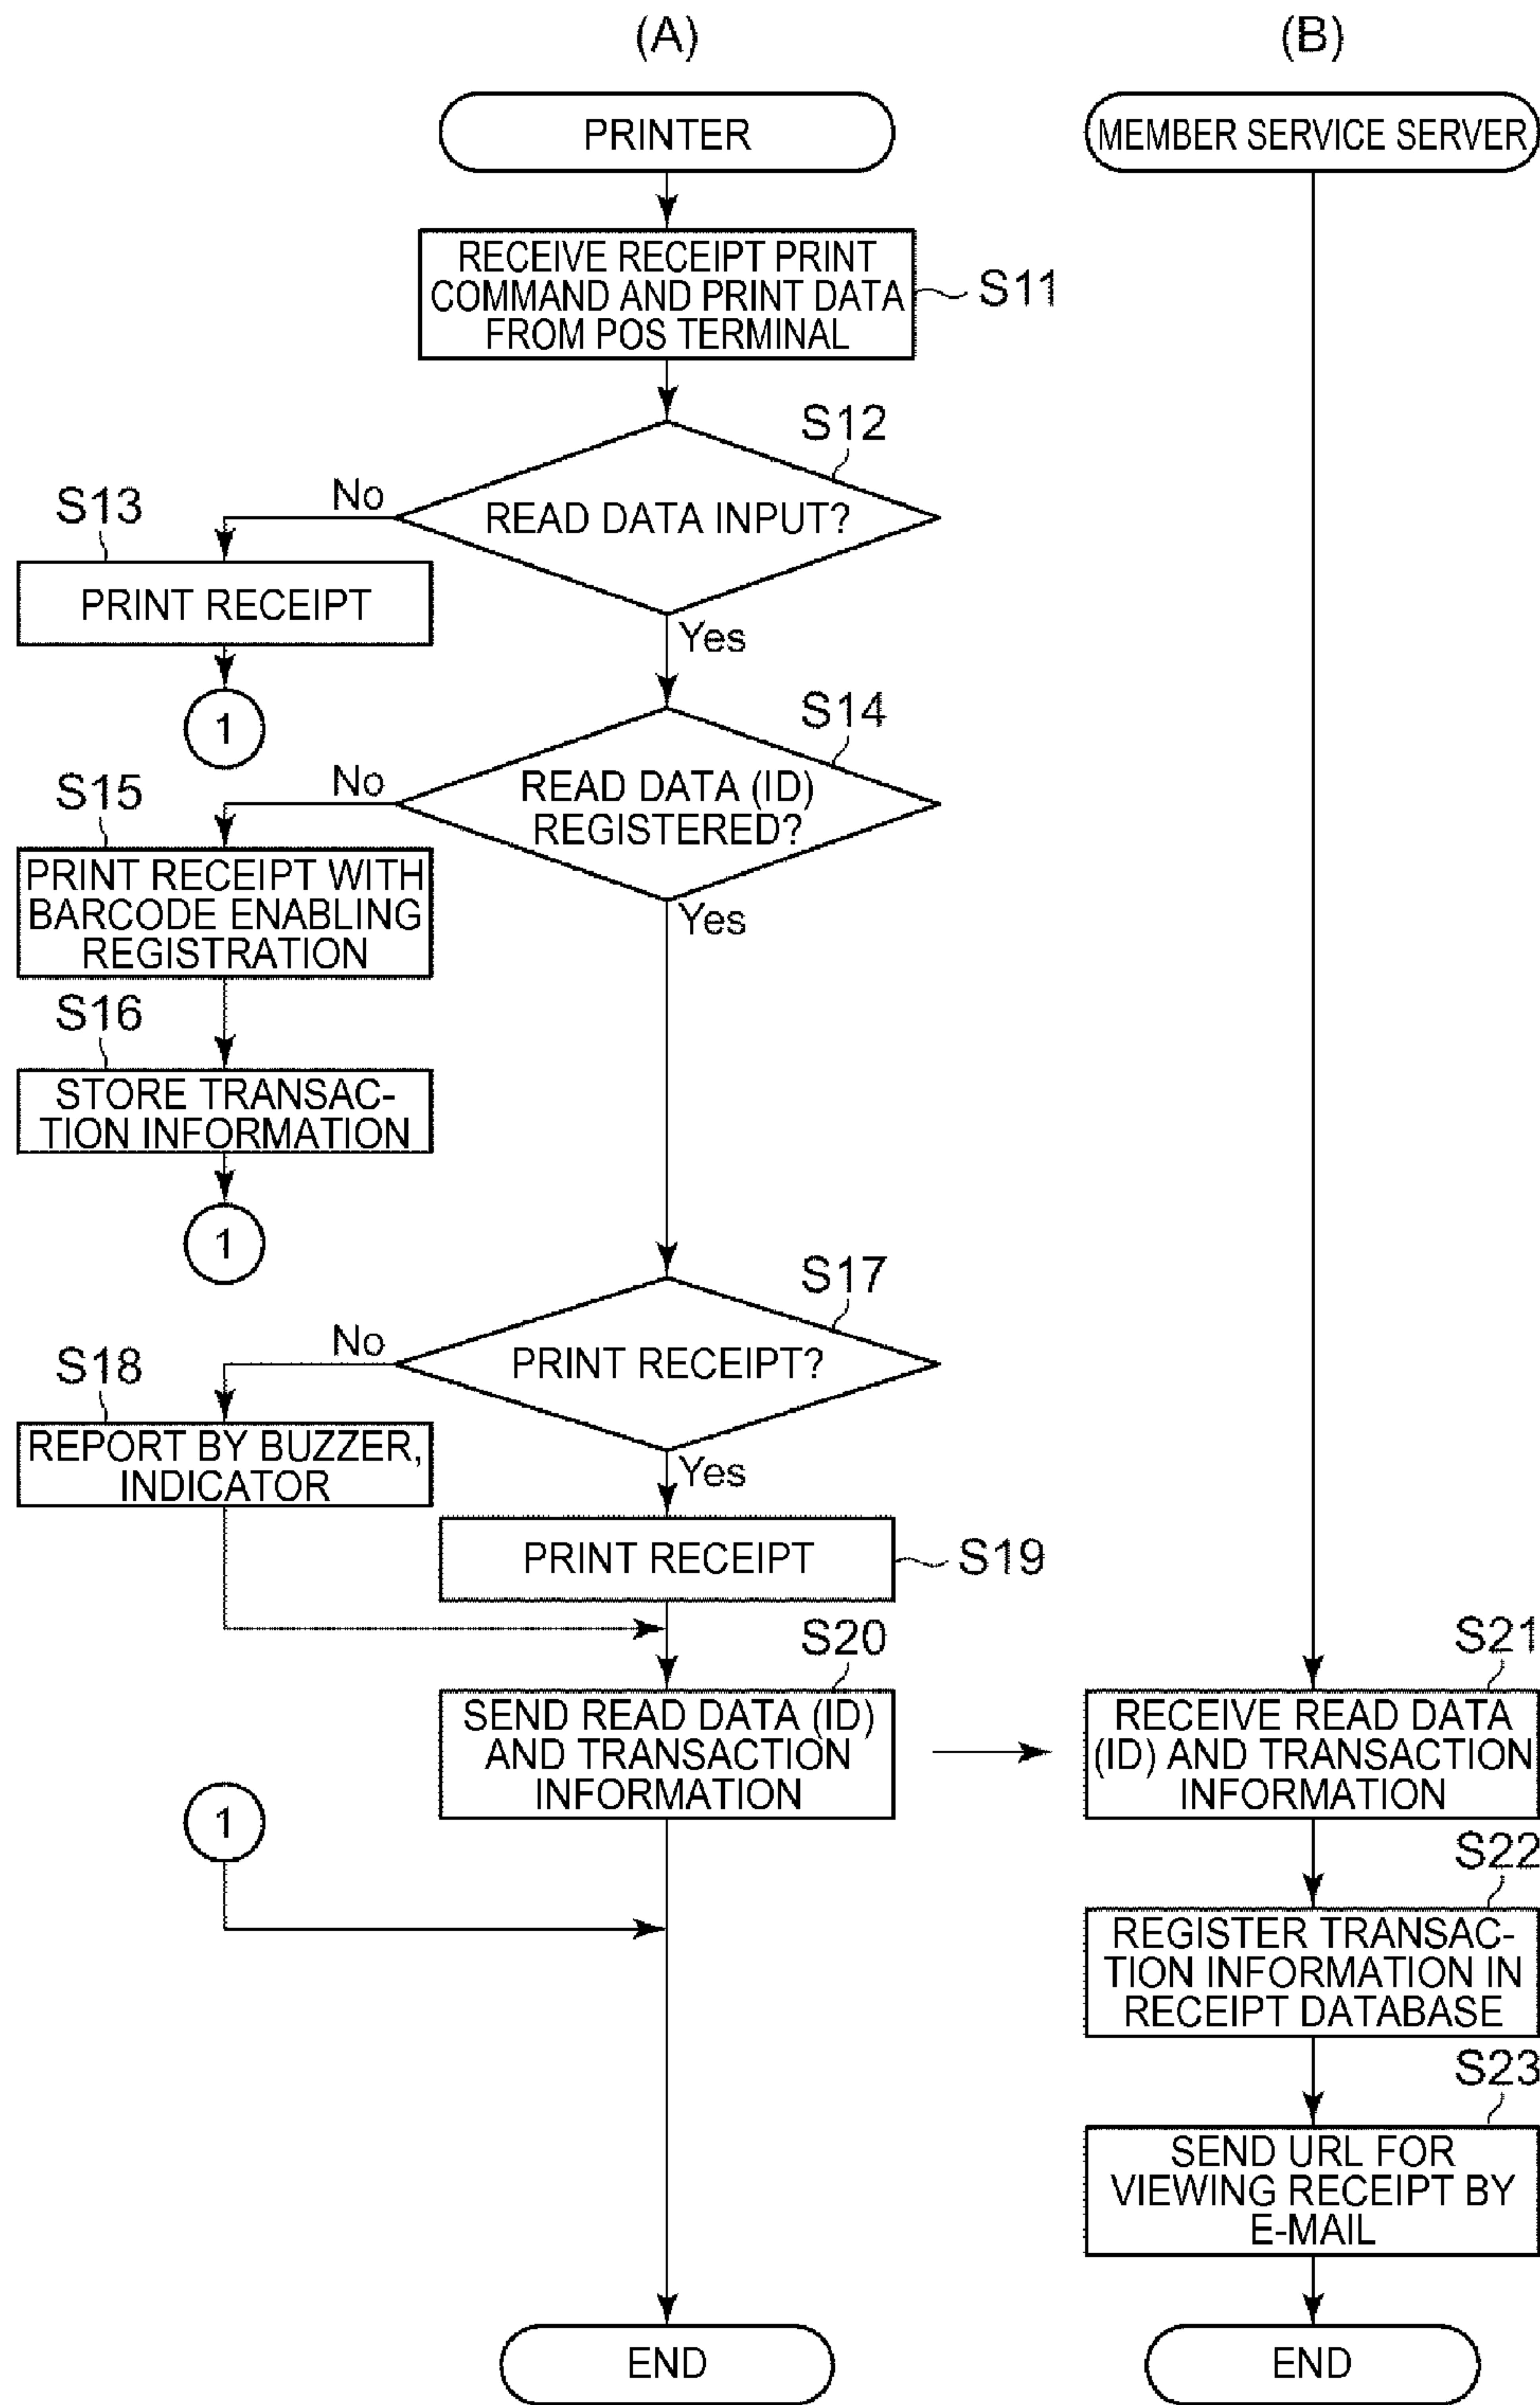 (A)
(B)
PRINTER
MEMBER SERVICE SERVER
RECEIVE RECEIPT PRINT
COMMAND AND PRINT DATA
FROM POS TERMINAL
S11
S12
READ DATA INPUT?
No
S13
PRINT RECEIPT
Yes
1
S14
READ DATA (ID)
REGISTERED?
No
S15
PRINT RECEIPT WITH
BARCODE ENABLING
REGISTRATION
Yes
S16
STORE TRANSAC-
TION INFORMATION
1
S17
PRINT RECEIPT?
No
S18
REPORT BY BUZZER,
INDICATOR
Yes
PRINT RECEIPT
S19
S20
SEND READ DATA (ID)
AND TRANSACTION
INFORMATION
S21
RECEIVE READ DATA
(ID) AND TRANSACTION
INFORMATION
1
S22
REGISTER TRANSAC-
TION INFORMATION IN
RECEIPT DATABASE
S23
SEND URL FOR
VIEWING RECEIPT BY
E-MAIL
END
END